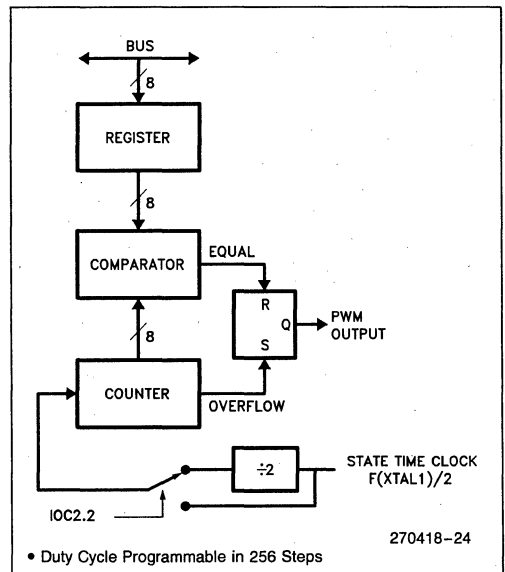 BUS
8
REGISTER
8
COMPARATOR
EQUAL
R
Q
S
PWM
OUTPUT
8
COUNTER
OVERFLOW
÷2
STATE TIME CLOCK
F(XTAL1)/2
IOC2.2
270418-24
• Duty Cycle Programmable in 256 Steps